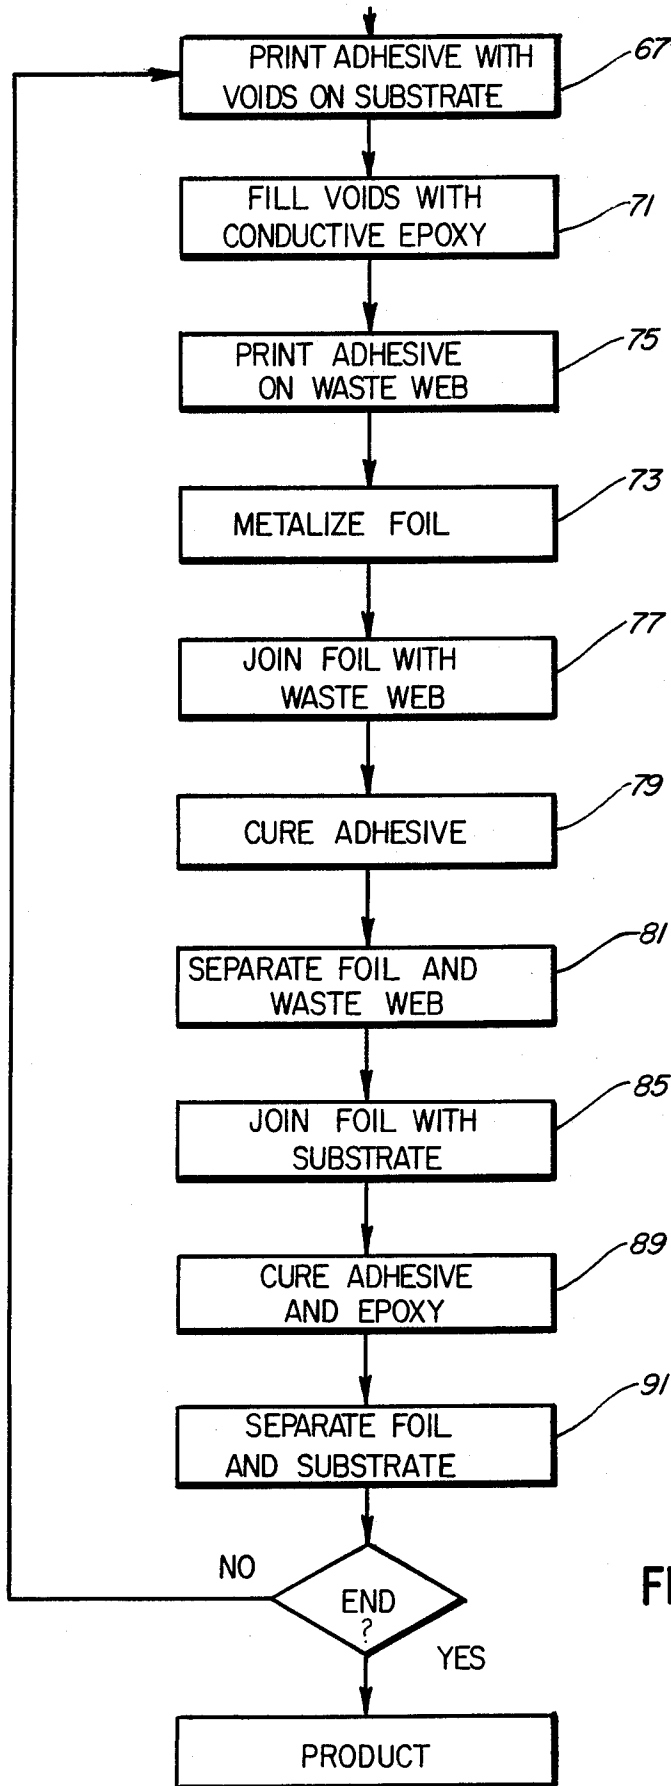 PRINT ADHESIVE WITH
VOIDS ON SUBSTRATE
67
FILL VOIDS WITH
CONDUCTIVE EPOXY
71
PRINT ADHESIVE
ON WASTE WEB
75
METALIZE FOIL
73
JOIN FOIL WITH
WASTE WEB
77
CURE ADHESIVE
79
SEPARATE FOIL AND
WASTE WEB
81
JOIN FOIL WITH
SUBSTRATE
85
CURE ADHESIVE
AND EPOXY
89
SEPARATE FOIL
AND SUBSTRATE
91
NO
END
?
YES
PRODUCT